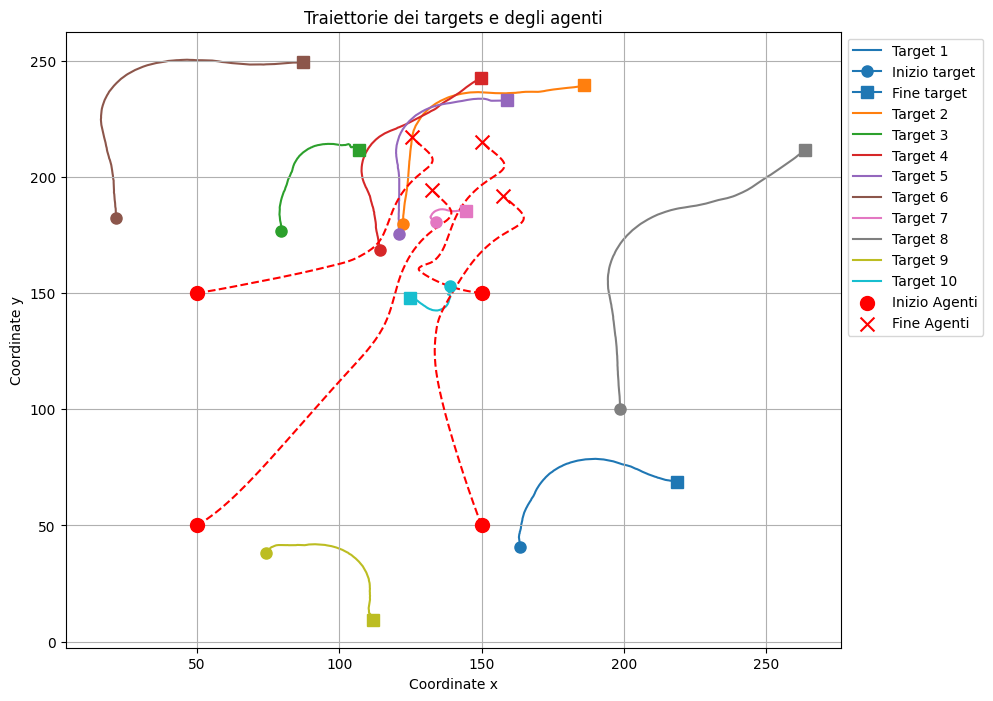 Traiettorie dei targets e degli agenti
Coordinate y
250
200
150
100
50
0
50
100
150
200
250
Coordinate x
Target 1
Inizio target
Fine target
Target 2
Target 3
Target 4
Target 5
Target 6
Target 7
Target 8
Target 9
Target 10
Inizio Agenti
Fine Agenti